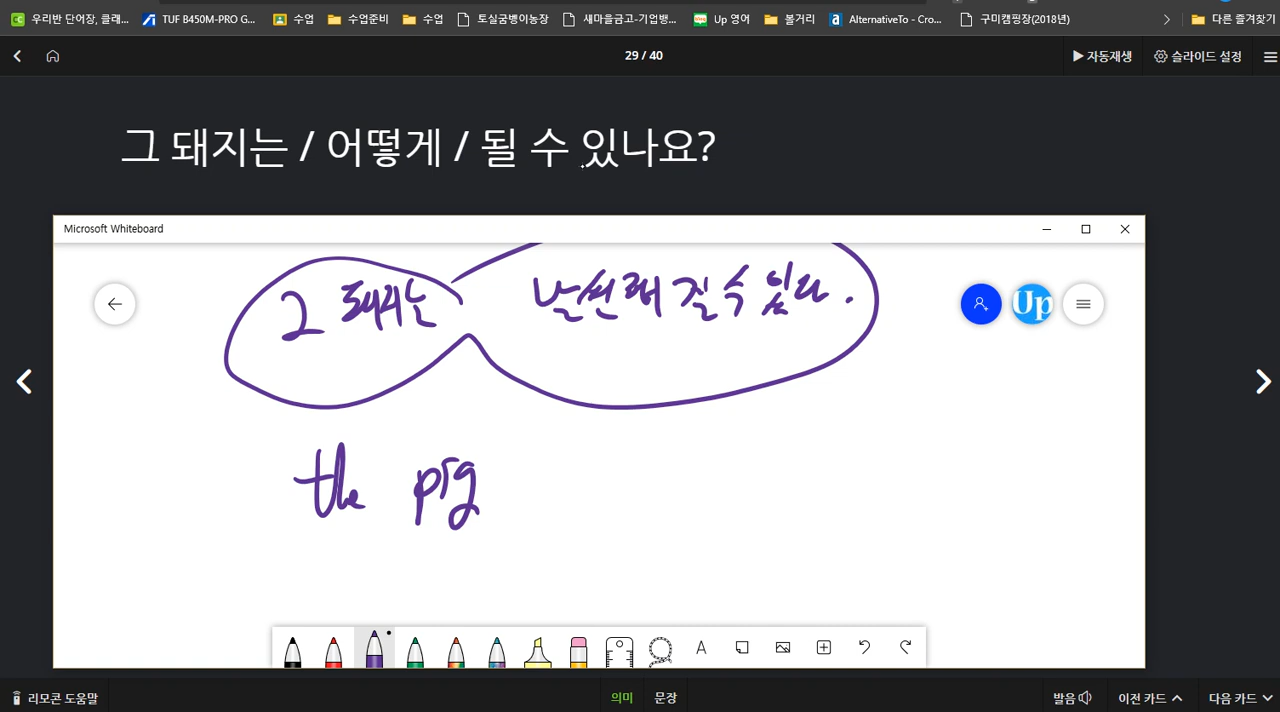 우리반 단어장, 클래... TUF B450M-PRO G... 수업 수업준비 수업 토실굼벵이농장 새마을금고-기업뱅... Up 영어 볼거리 AlternativeTo - Cro... 구미캠핑장(2018년) 다른 즐겨찾기
29 / 40 자동재생 슬라이드 설정
그 돼지는 / 어떻게 / 될 수 있나요?
Microsoft Whiteboard
그 돼지는 날씬해 질 수 있다.
Up
the pig
A
리모콘 도움말 의미 문장 발음 이전 카드 다음 카드